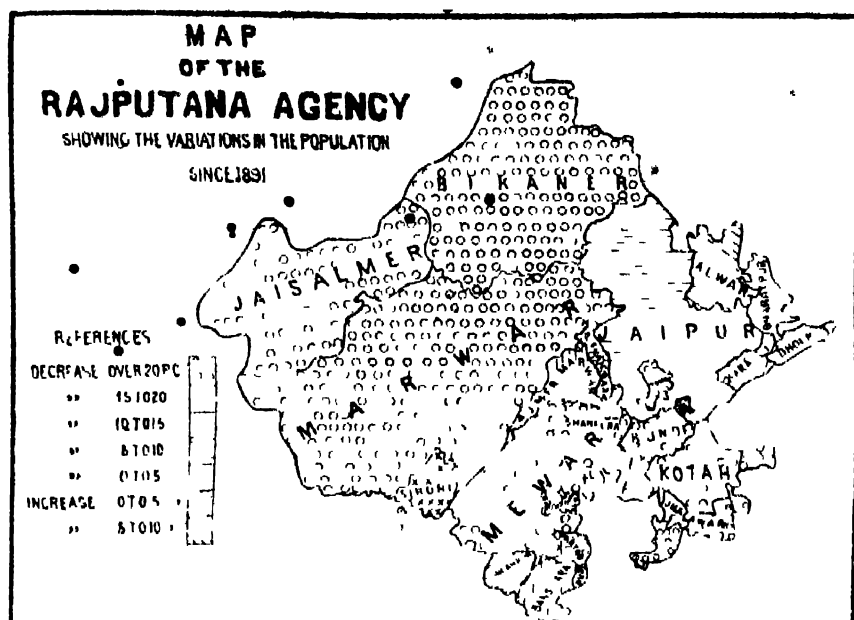 MAP
OF THE
RAJPUTANA AGENCY
SHOWING THE VARIATIONS IN THE POPULATION
SINCE 1891
BIKANER
JAISALMER
ALWAR
JAIPUR
MARWAR
KOTAH
MEWAR
REFERENCES
DECREASE OVER 20 PC
" 15 TO 20
" 10 TO 15
" 5 TO 10
" 0 TO 5
INCREASE 0 TO 5 "
" 5 TO 10 "